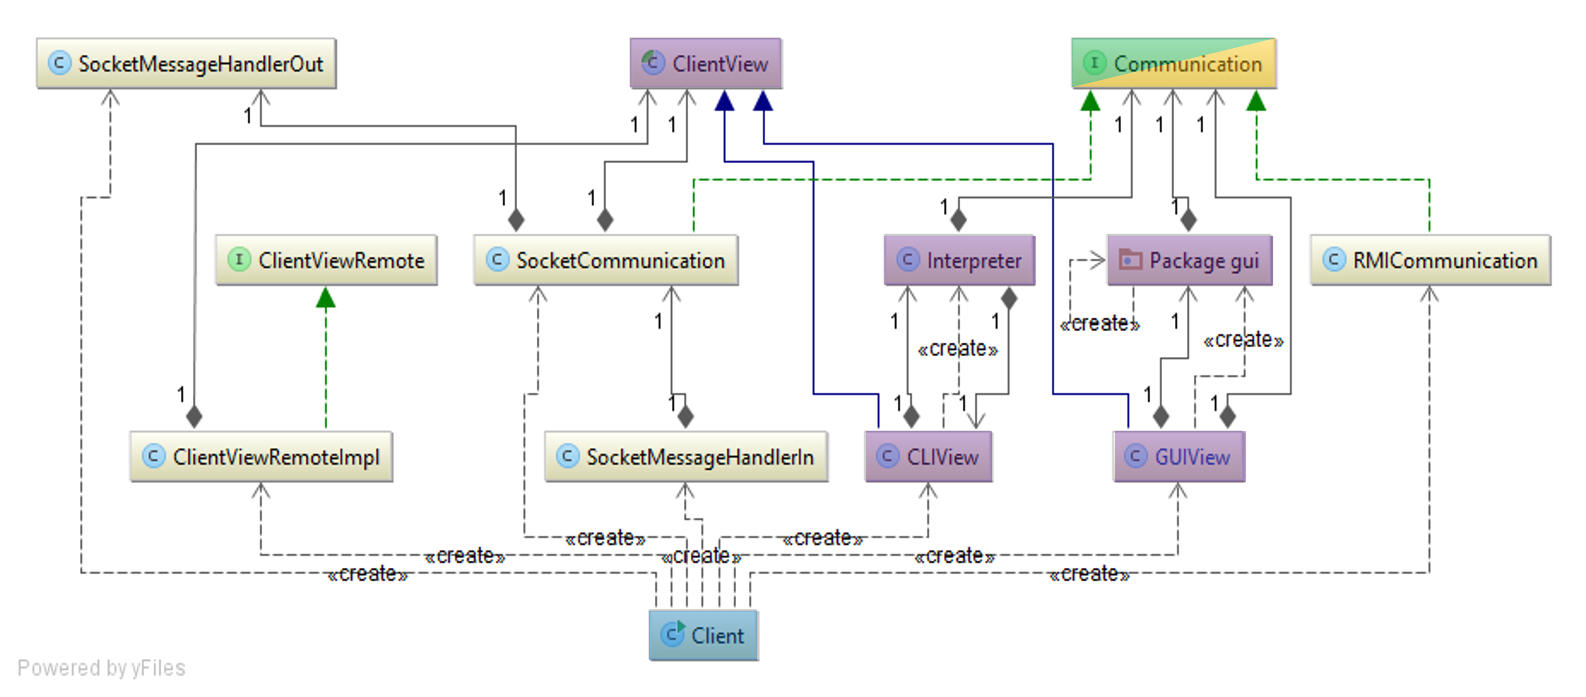 SocketMessageHandlerOut
C ClientView
I Communication
1
1
1
1
1
1
1
1
1
1
C SocketMessageHandlerOut
I ClientViewRemote
C SocketCommunication
C Interpreter
Package gui
C RMICommunication
1
1
1
1
«create»
«create»
«create»
1
1
1
1
1
C ClientViewRemoteImpl
C SocketMessageHandlerIn
C CLIView
C GUIView
«create»
«create»
«create»
«create»
«create»
«create»
«create»
C Client
Powered by yFiles